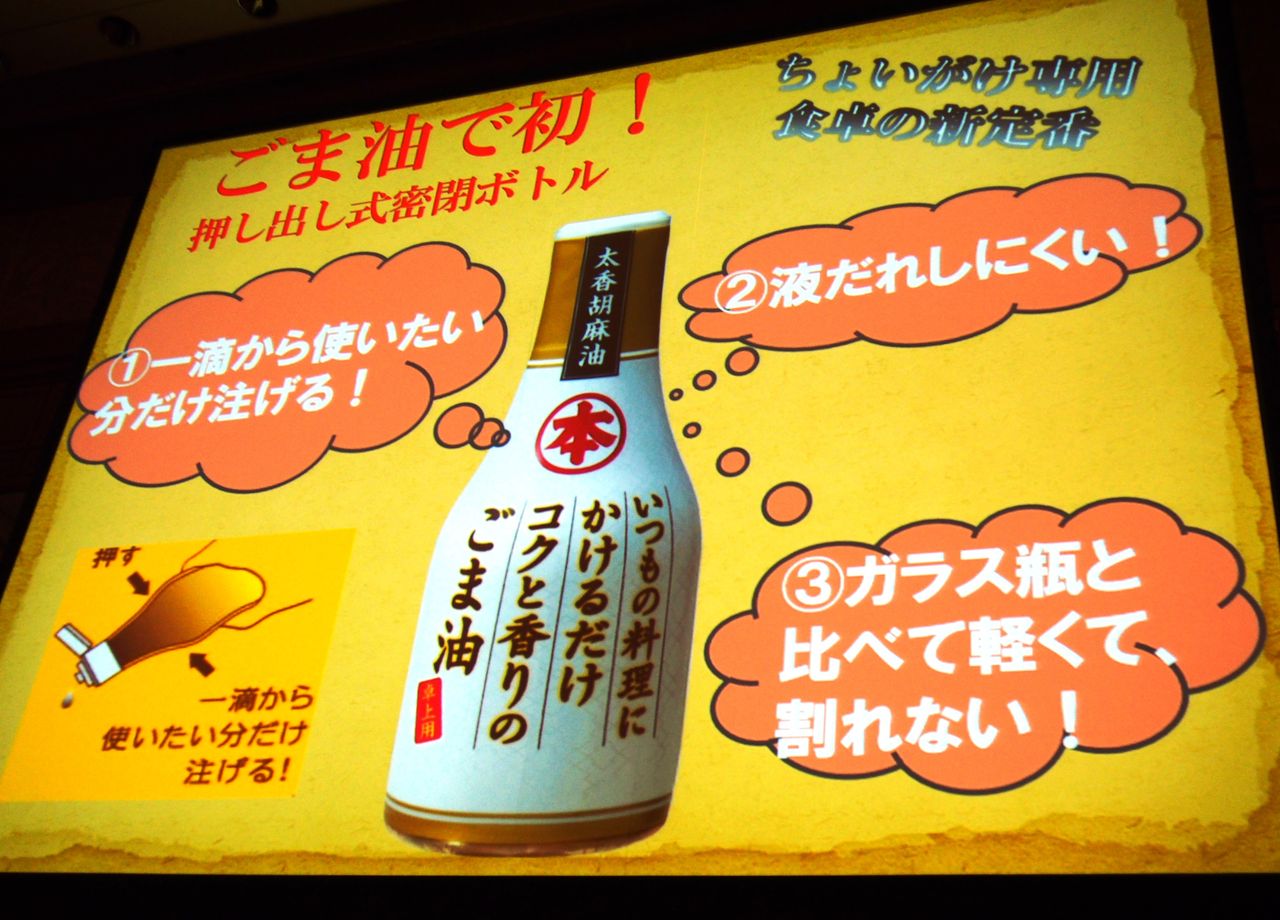 ごま油で初！
押し出し式密閉ボトル
ちょいがけ専用
食卓の新定番
①一滴から使いたい
分だけ注げる！
②液だれしにくい！
③ガラス瓶と
比べて軽くて、
割れない！
太香胡麻油
本
いつもの料理に
かけるだけ
コクと香りの
ごま油
卓上用
押す
一滴から
使いたい分だけ
注げる!